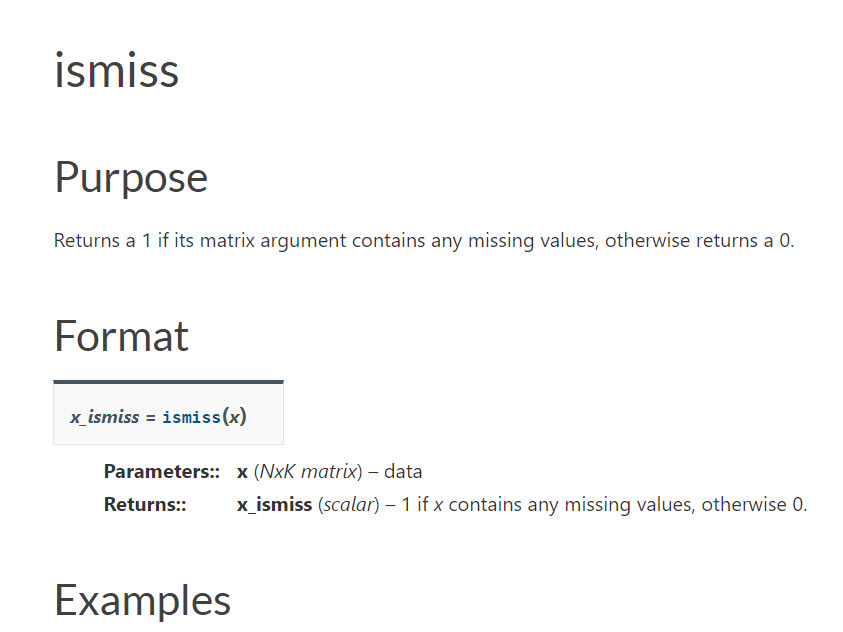 ismiss
Purpose
Returns a 1 if its matrix argument contains any missing values, otherwise returns a 0.
Format
x_ismiss = ismiss(x)
Parameters:: x (NxK matrix) – data
Returns:: x_ismiss (scalar) – 1 if x contains any missing values, otherwise 0.
Examples